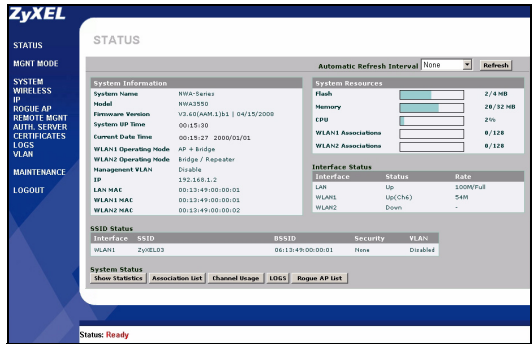 ZyXEL
STATUS
MGNT MODE
SYSTEM
WIRELESS
IP
ROGUE AP
REMOTE MGNT
AUTH. SERVER
CERTIFICATES
LOGS
VLAN
MAINTENANCE
LOGOUT
STATUS
Automatic Refresh Interval None Refresh
System Information
System Name NWA-Series
Model NWA3550
Firmware Version V3.60(AAM.1)b1 | 04/15/2008
System UP Time 00:15:30
Current Date Time 00:15:27 2000/01/01
WLAN1 Operating Mode AP + Bridge
WLAN2 Operating Mode Bridge / Repeater
Management VLAN Disable
IP 192.168.1.2
LAN MAC 00:13:49:00:00:01
WLAN1 MAC 00:13:49:00:00:01
WLAN2 MAC 00:13:49:00:00:02
System Resources
Flash 2/4 MB
Memory 20/32 MB
CPU 2%
WLAN1 Associations 0/128
WLAN2 Associations 0/128
Interface Status
Interface Status Rate
LAN Up 100M/Full
WLAN1 Up(Ch6) 54M
WLAN2 Down -
SSID Status
Interface SSID BSSID Security VLAN
WLAN1 ZyXEL03 06:13:49:00:00:01 None Disabled
System Status
Show Statistics Association List Channel Usage LOGS Rogue AP List
Status: Ready